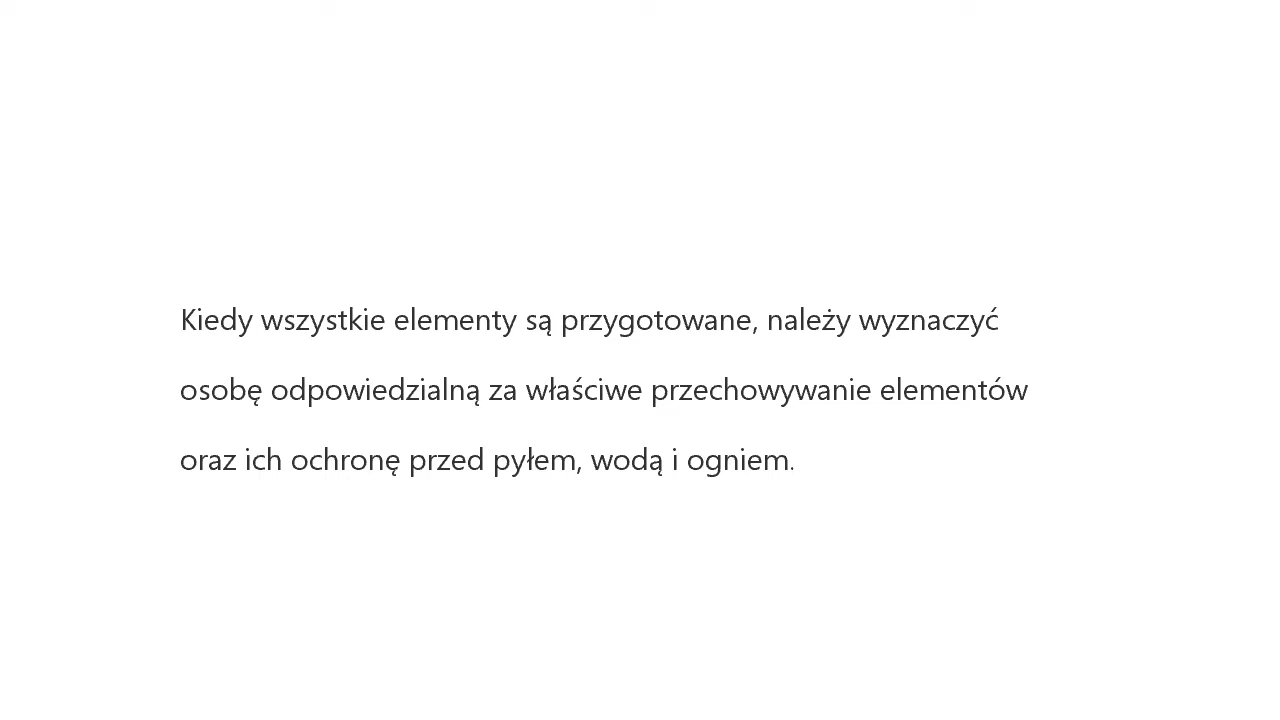 Kiedy wszystkie elementy są przygotowane, należy wyznaczyć
osobę odpowiedzialną za właściwe przechowywanie elementów
oraz ich ochronę przed pyłem, wodą i ogniem.